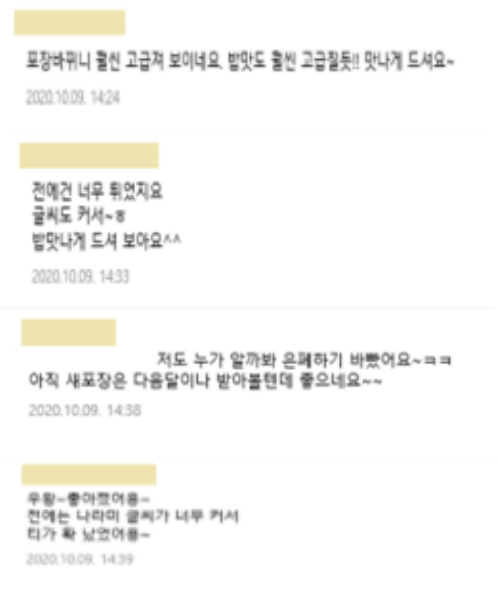 포장바뀌니 훨씬 고급져 보이네요. 밥맛도 훨씬 고급질듯!! 맛나게 드셔요~
2020.10.09. 14:24
전에건 너무 튀었지요
글씨도 커서~ㅎ
밥맛나게 드셔 보아요^^
2020.10.09. 14:33
저도 누가 알까봐 은폐하기 바빴어요~ㅋㅋ
아직 새포장은 다음달이나 받아볼텐데 좋으네요~~
2020.10.09. 14:38
우왕~좋아졌어용~
전에는 나라미 글씨가 너무 커서
티가 확 났었어용~
2020.10.09. 14:39